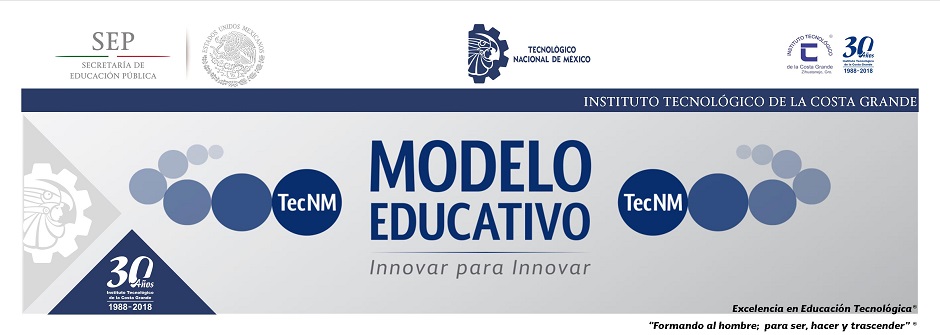 SEP
SECRETARÍA DE
EDUCACIÓN PÚBLICA
ESTADOS UNIDOS MEXICANOS
TECNOLÓGICO
NACIONAL DE MÉXICO
INSTITUTO TECNOLÓGICO
de la Costa Grande
Zihuatanejo, Gro.
30 Años
Instituto Tecnológico
de la Costa Grande
1988-2018
INSTITUTO TECNOLÓGICO DE LA COSTA GRANDE
TecNM
MODELO
EDUCATIVO
Innovar para Innovar
TecNM
30 Años
Instituto Tecnológico
de la Costa Grande
1988-2018
Excelencia en Educación Tecnológica®
"Formando al hombre; para ser, hacer y trascender" ®